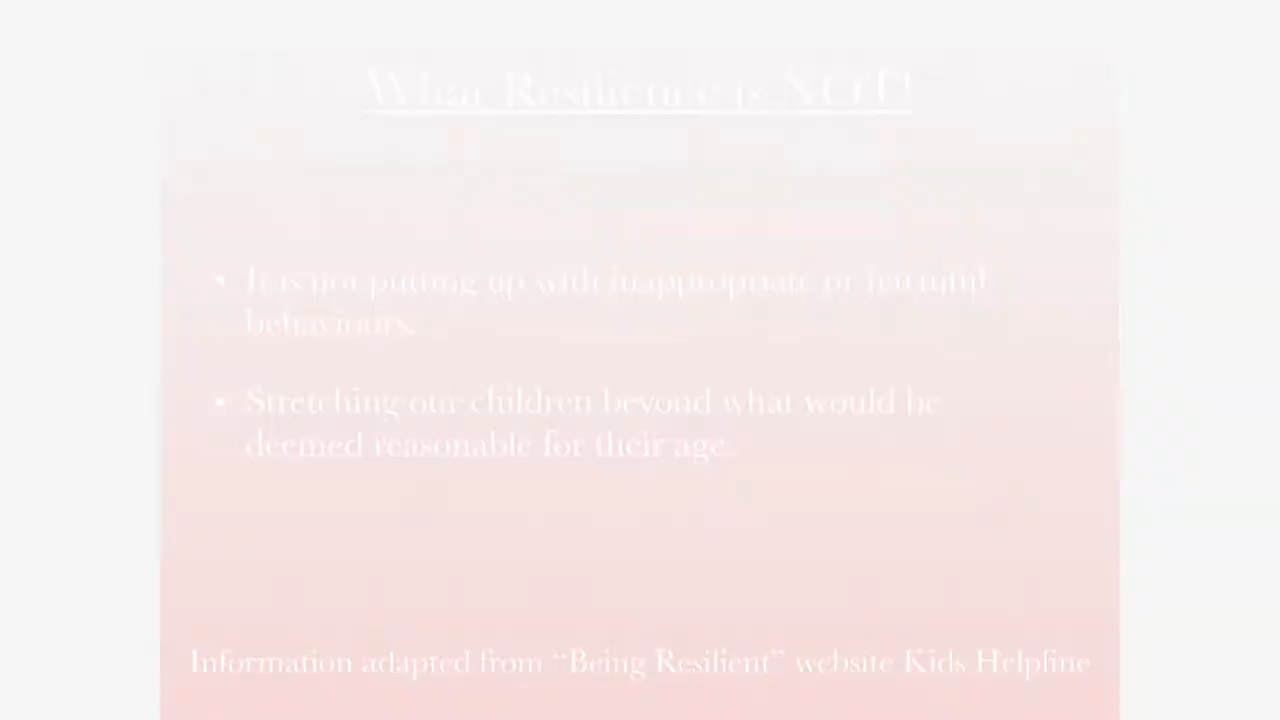 What Resilience is NOT!
• It is not putting up with inappropriate or harmful
behaviours.
• Stretching our children beyond what would be
deemed reasonable for their age.
Information adapted from “Being Resilient” website Kids Helpline